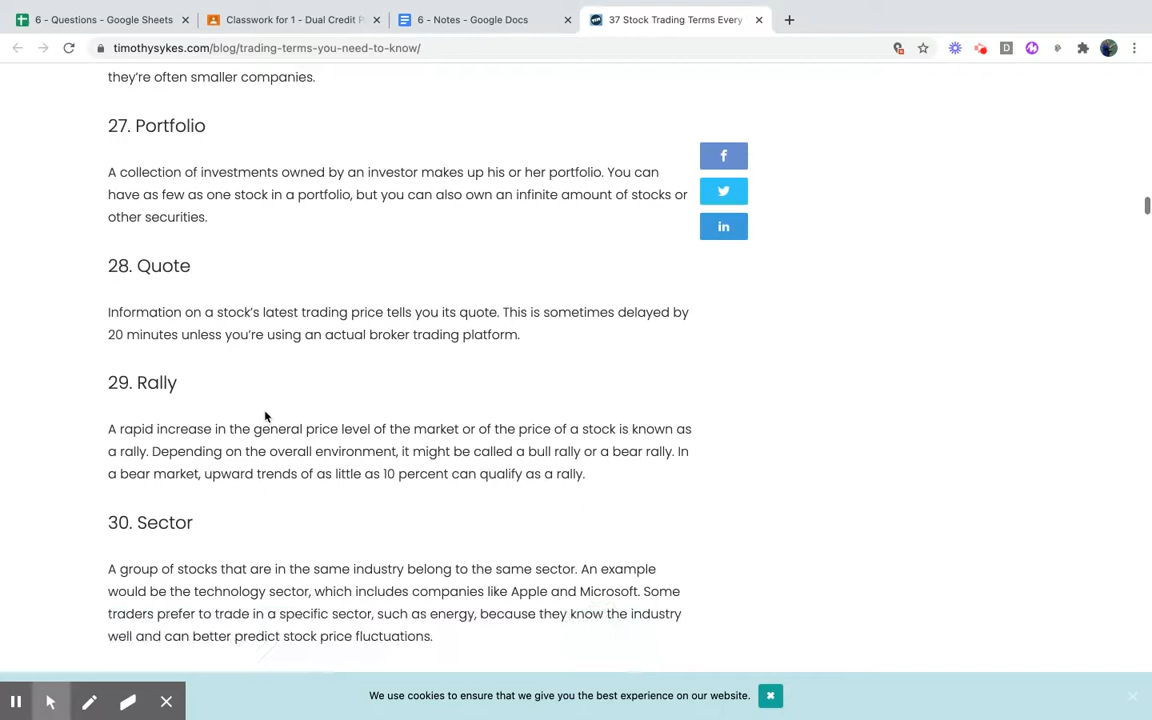 6 - Questions - Google Sheets
Classwork for 1 - Dual Credit P
6 - Notes - Google Docs
37 Stock Trading Terms Every
timothysykes.com/blog/trading-terms-you-need-to-know/
they’re often smaller companies.
27. Portfolio
A collection of investments owned by an investor makes up his or her portfolio. You can
have as few as one stock in a portfolio, but you can also own an infinite amount of stocks or
other securities.
f
in
28. Quote
Information on a stock’s latest trading price tells you its quote. This is sometimes delayed by
20 minutes unless you’re using an actual broker trading platform.
29. Rally
A rapid increase in the general price level of the market or of the price of a stock is known as
a rally. Depending on the overall environment, it might be called a bull rally or a bear rally. In
a bear market, upward trends of as little as 10 percent can qualify as a rally.
30. Sector
A group of stocks that are in the same industry belong to the same sector. An example
would be the technology sector, which includes companies like Apple and Microsoft. Some
traders prefer to trade in a specific sector, such as energy, because they know the industry
well and can better predict stock price fluctuations.
We use cookies to ensure that we give you the best experience on our website.